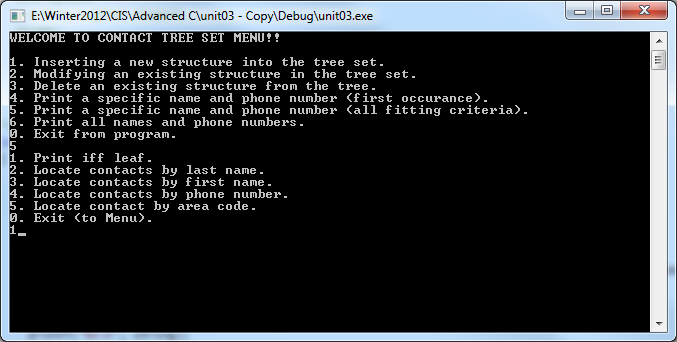 E:\Winter2012\CIS\Advanced C\unit03 - Copy\Debug\unit03.exe
WELCOME TO CONTACT TREE SET MENU!!
1. Inserting a new structure into the tree set.
2. Modifying an existing structure in the tree set.
3. Delete an existing structure from the tree.
4. Print a specific name and phone number (first occurance).
5. Print a specific name and phone number (all fitting criteria).
6. Print all names and phone numbers.
0. Exit from program.
5
1. Print iff leaf.
2. Locate contacts by last name.
3. Locate contacts by first name.
4. Locate contacts by phone number.
5. Locate contact by area code.
0. Exit (to Menu).
1_